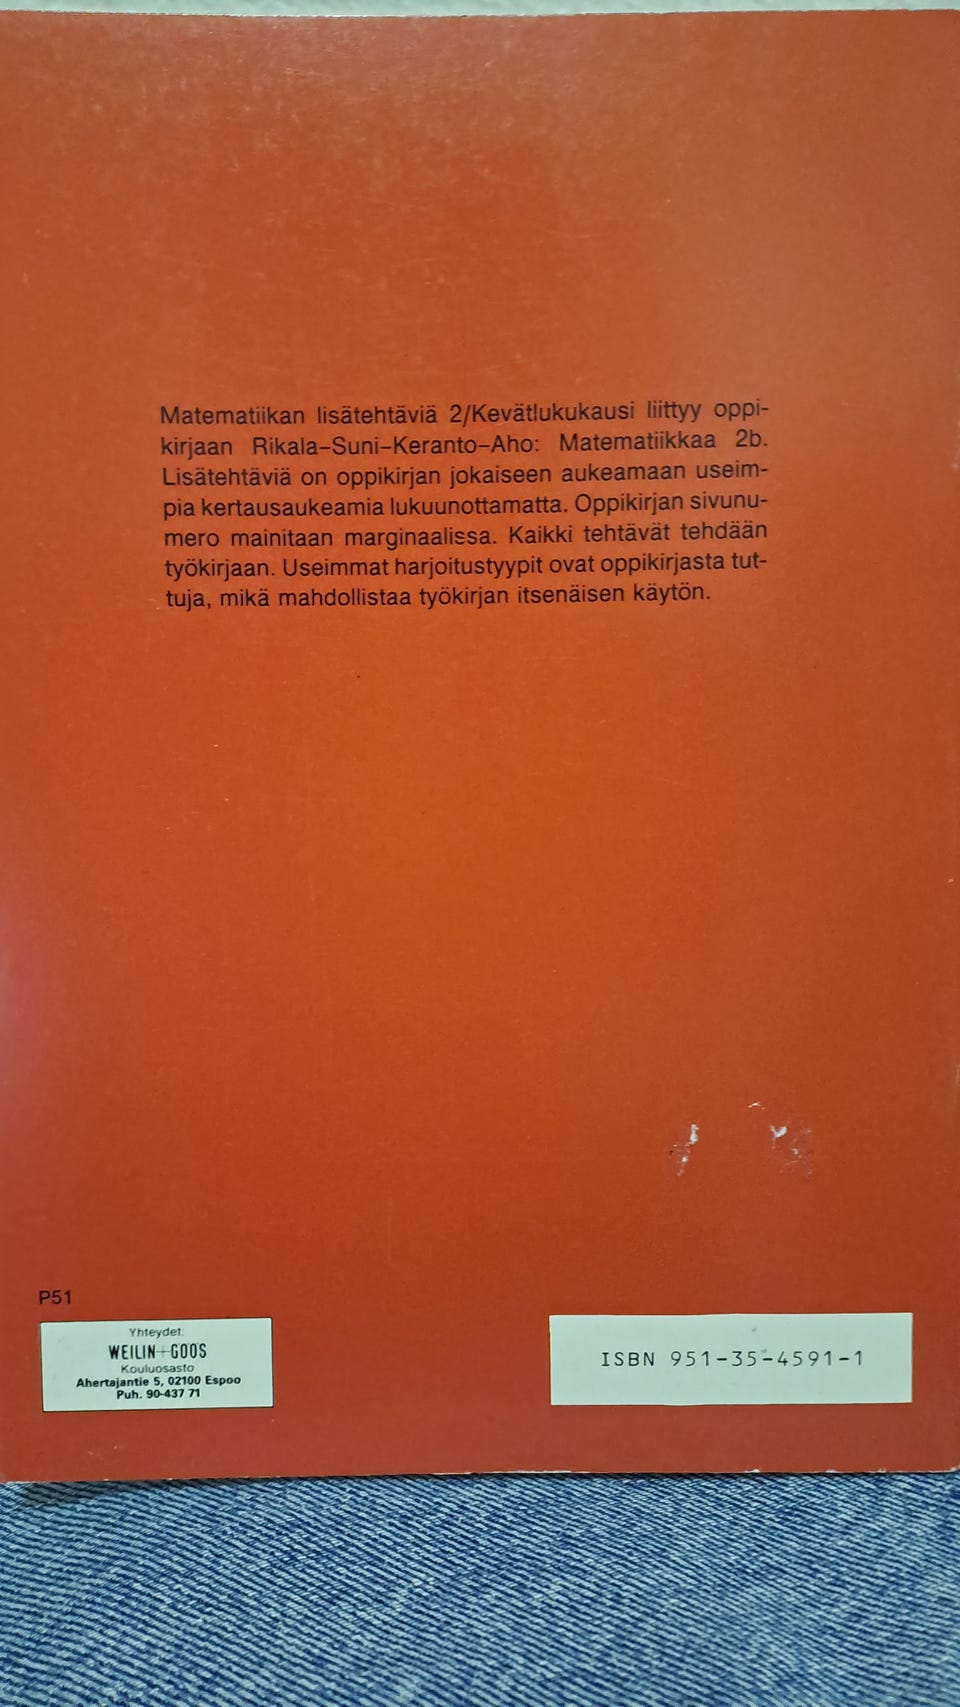 Matematiikan lisätehtäviä 2/Kevätlukukausi liittyy oppi-
kirjaan Rikala–Suni–Keranto–Aho: Matematiikkaa 2b.
Lisätehtäviä on oppikirjan jokaiseen aukeamaan useim-
pia kertausaukeamia lukuunottamatta. Oppikirjan sivunu-
mero mainitaan marginaalissa. Kaikki tehtävät tehdään
työkirjaan. Useimmat harjoitustyypit ovat oppikirjasta tut-
tuja, mikä mahdollistaa työkirjan itsenäisen käytön.
P51
Yhteydet:
WEILIN+GÖÖS
Kouluosasto
Ahertajantie 5, 02100 Espoo
Puh. 90-437 71
ISBN 951-35-4591-1